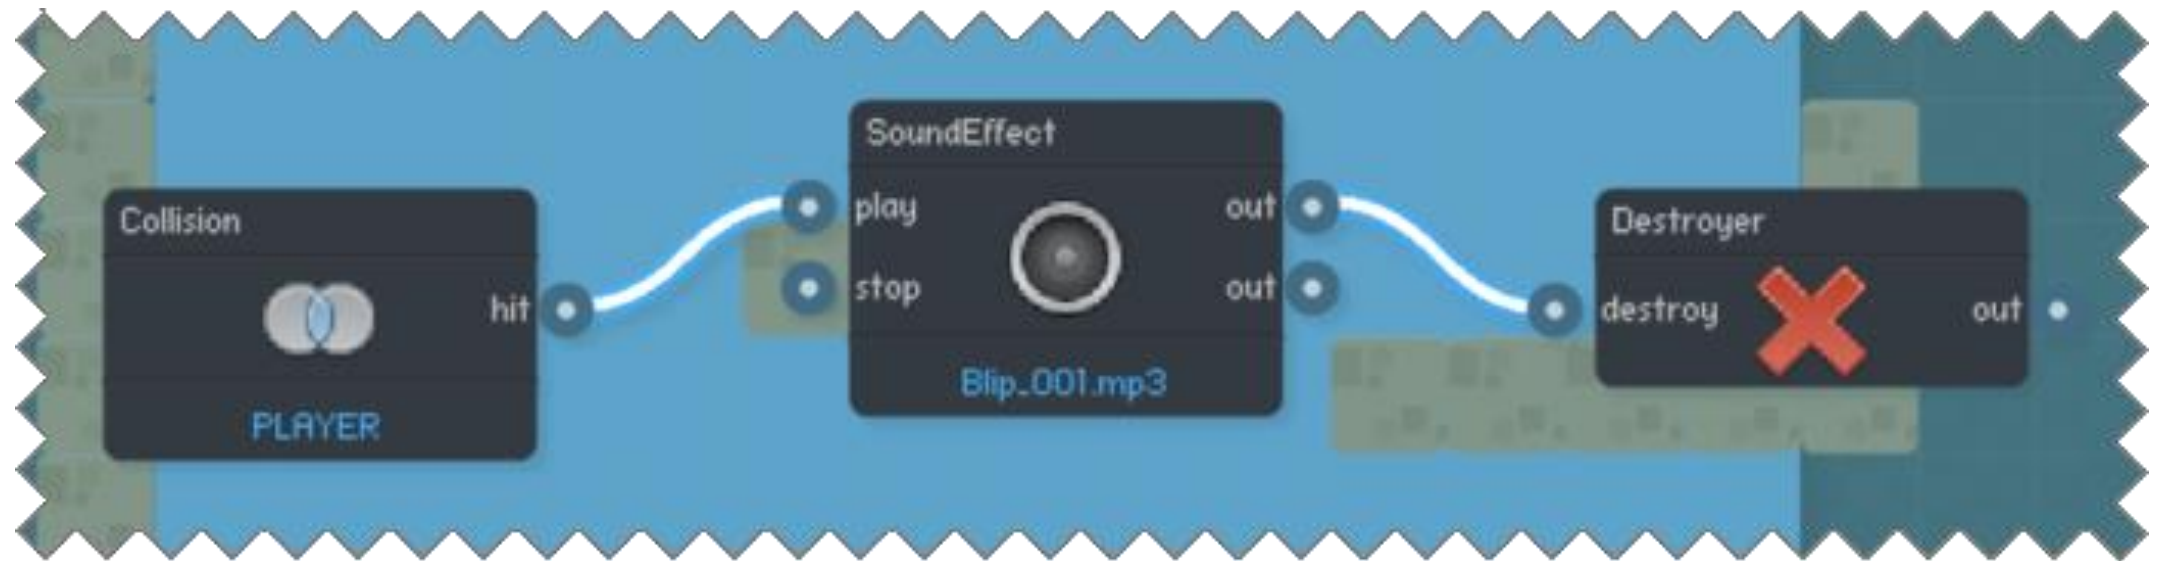 Collision
hit
PLAYER
SoundEffect
play out
stop out
Blip_001.mp3
Destroyer
destroy out